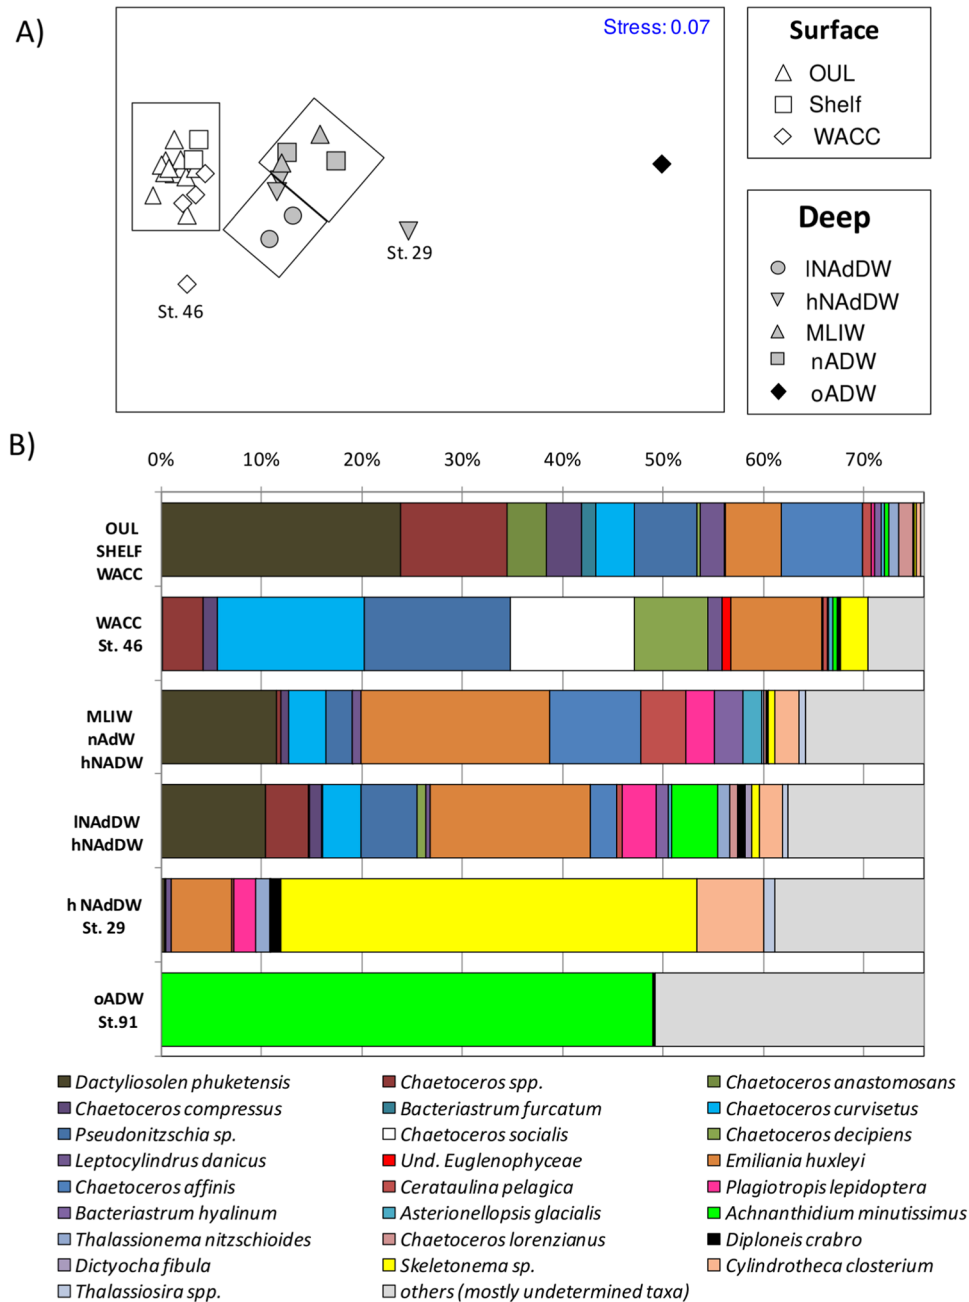 A)
Stress: 0.07
St. 29
St. 46
Surface
OUL
Shelf
WACC
Deep
lNAdDW
hNAdDW
MLIW
nADW
oADW
B)
0% 10% 20% 30% 40% 50% 60% 70%
OUL
SHELF
WACC
WACC
St. 46
MLIW
nAdW
hNADW
lNAdDW
hNAdDW
h NAdDW
St. 29
oADW
St.91
Dactyliosolen phuketensis Chaetoceros spp. Chaetoceros anastomosans
Chaetoceros compressus Bacteriastrum furcatum Chaetoceros curvisetus
Pseudonitzschia sp. Chaetoceros socialis Chaetoceros decipiens
Leptocylindrus danicus Und. Euglenophyceae Emiliania huxleyi
Chaetoceros affinis Cerataulina pelagica Plagiotropis lepidoptera
Bacteriastrum hyalinum Asterionellopsis glacialis Achnanthidium minutissimus
Thalassionema nitzschioides Chaetoceros lorenzianus Diploneis crabro
Dictyocha fibula Skeletonema sp. Cylindrotheca closterium
Thalassiosira spp. others (mostly undetermined taxa)